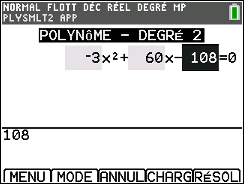 NORMAL FLOTT DÉC RÉEL DEGRÉ MP
PLYSMLT2 APP
POLYNÔME - DEGRÉ 2
-3x²+ 60x- 108=0
108
MENU MODE ANNUL CHARG RÉSOL